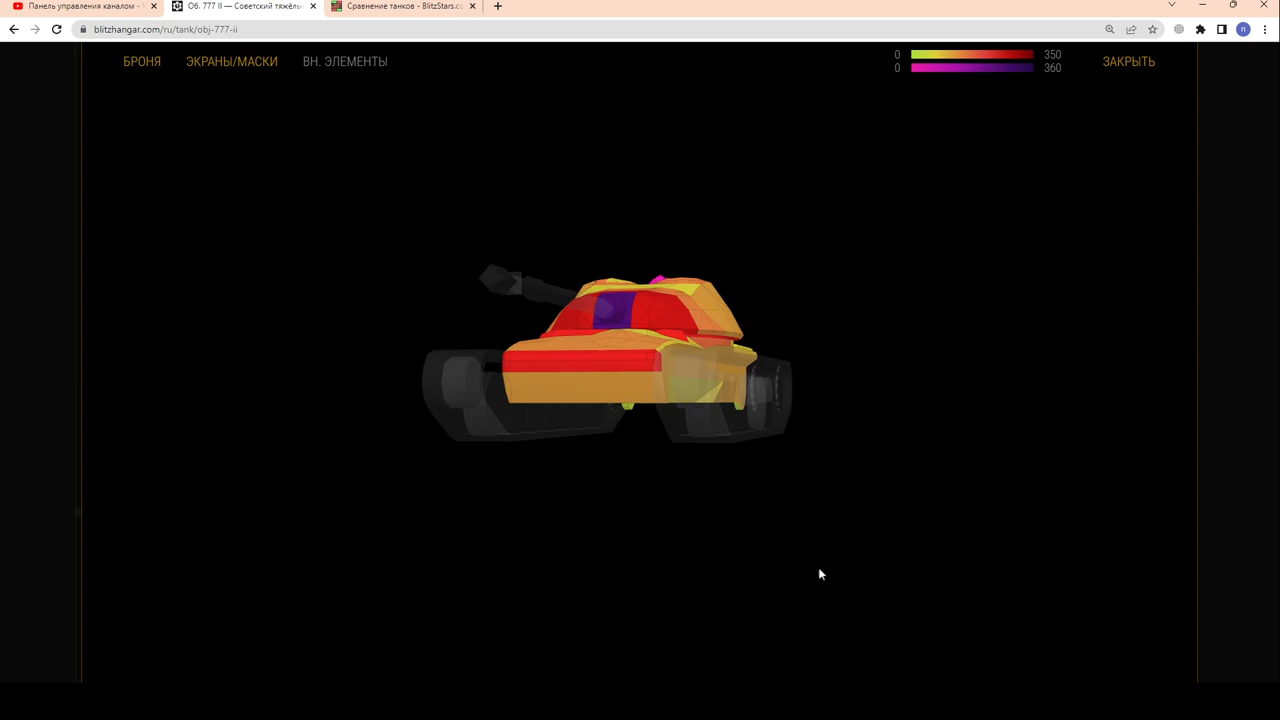 Панель управления каналом -
Об. 777 II — Советский тяжёлы
Сравнение танков - BlitzStars.co
blitzhangar.com/ru/tank/obj-777-ii
n
БРОНЯ ЭКРАНЫ/МАСКИ ВН. ЭЛЕМЕНТЫ
0 350
0 360
ЗАКРЫТЬ